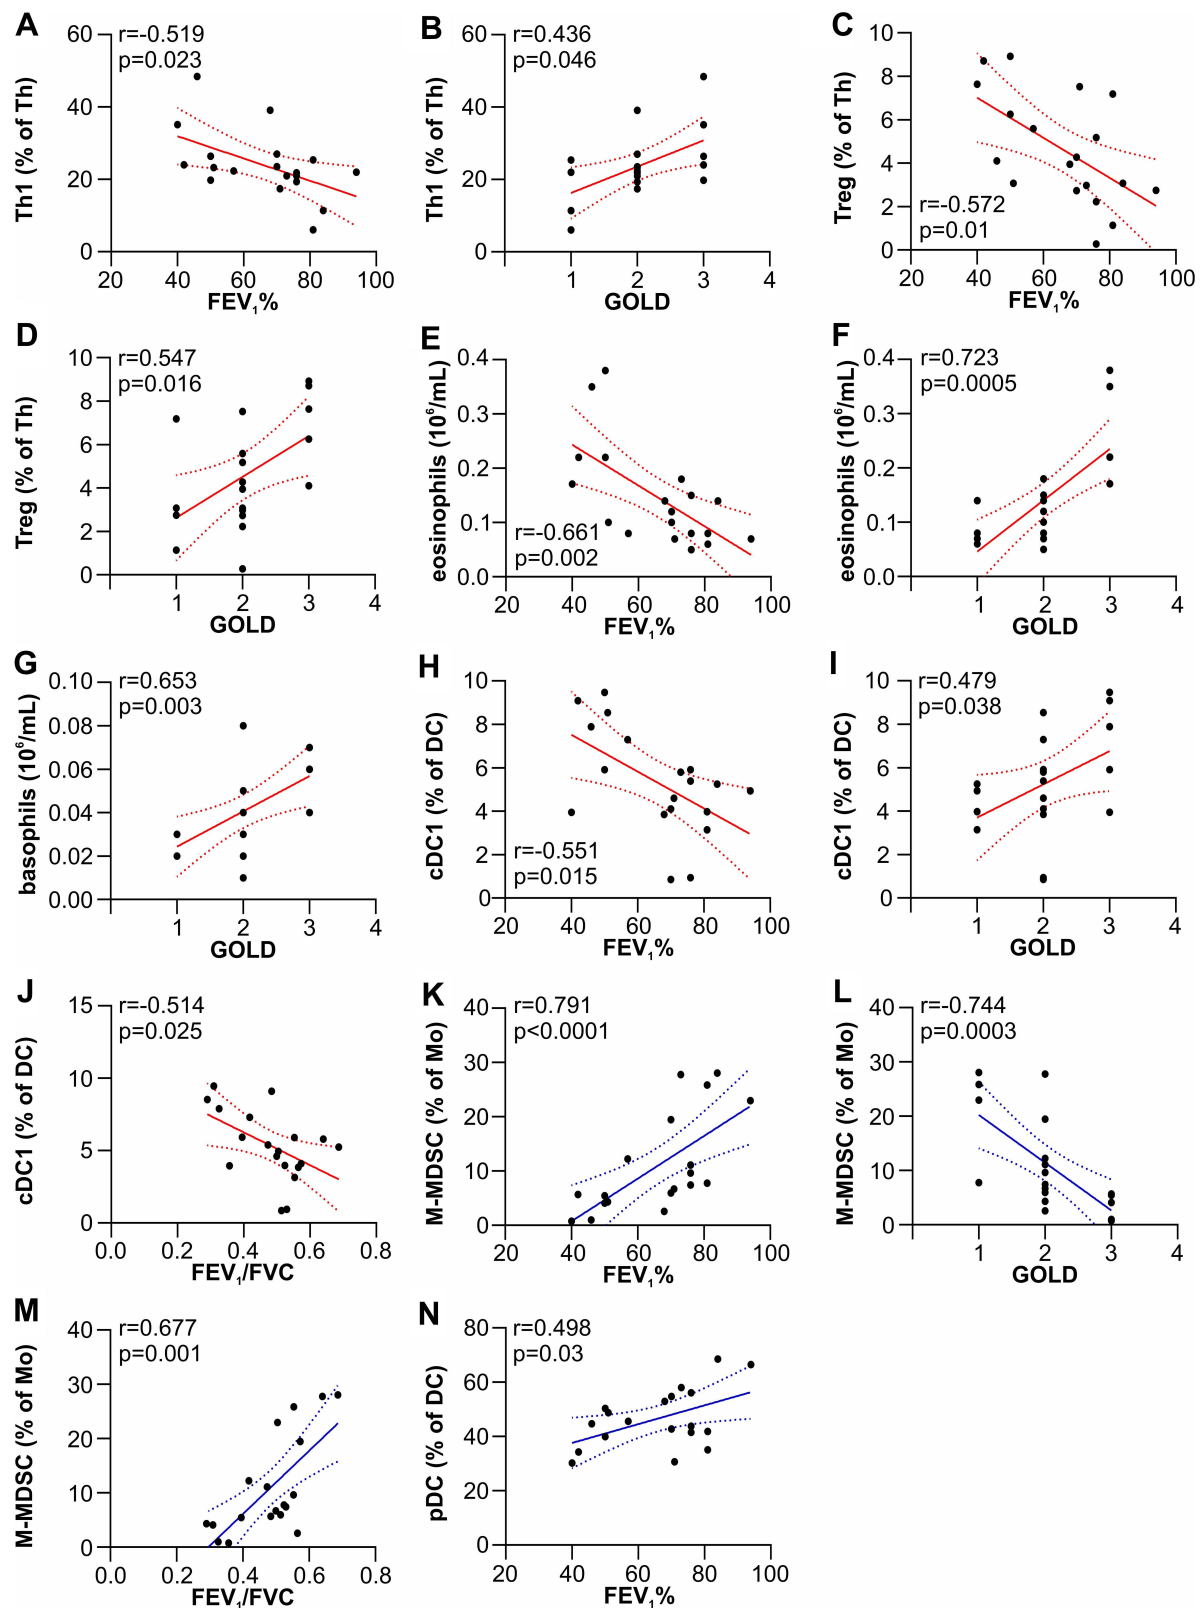 A
r=-0.519
p=0.023
Th1 (% of Th)
60
40
20
0
20 40 60 80 100
FEV1%
B
r=0.436
p=0.046
Th1 (% of Th)
60
40
20
0
0 1 2 3 4
GOLD
C
r=-0.572
p=0.01
Treg (% of Th)
10
8
6
4
2
0
20 40 60 80 100
FEV1%
D
r=0.547
p=0.016
Treg (% of Th)
10
8
6
4
2
0
1 2 3 4
GOLD
E
r=-0.661
p=0.002
eosinophils (10⁶/mL)
0.4
0.3
0.2
0.1
0.0
20 40 60 80 100
FEV1%
F
r=0.723
p=0.0005
eosinophils (10⁶/mL)
0.4
0.3
0.2
0.1
0.0
1 2 3 4
GOLD
G
r=0.653
p=0.003
basophils (10⁶/mL)
0.10
0.08
0.06
0.04
0.02
0.00
1 2 3 4
GOLD
H
r=-0.551
p=0.015
cDC1 (% of DC)
10
8
6
4
2
0
20 40 60 80 100
FEV1%
I
r=0.479
p=0.038
cDC1 (% of DC)
10
8
6
4
2
0
1 2 3 4
GOLD
J
r=-0.514
p=0.025
cDC1 (% of DC)
15
10
5
0
0.0 0.2 0.4 0.6 0.8
FEV1/FVC
K
r=0.791
p<0.0001
M-MDSC (% of Mo)
40
30
20
10
0
20 40 60 80 100
FEV1%
L
r=-0.744
p=0.0003
M-MDSC (% of Mo)
40
30
20
10
0
1 2 3 4
GOLD
M
r=0.677
p=0.001
M-MDSC (% of Mo)
40
30
20
10
0
0.0 0.2 0.4 0.6 0.8
FEV1/FVC
N
r=0.498
p=0.03
pDC (% of DC)
80
60
40
20
0
20 40 60 80 100
FEV1%